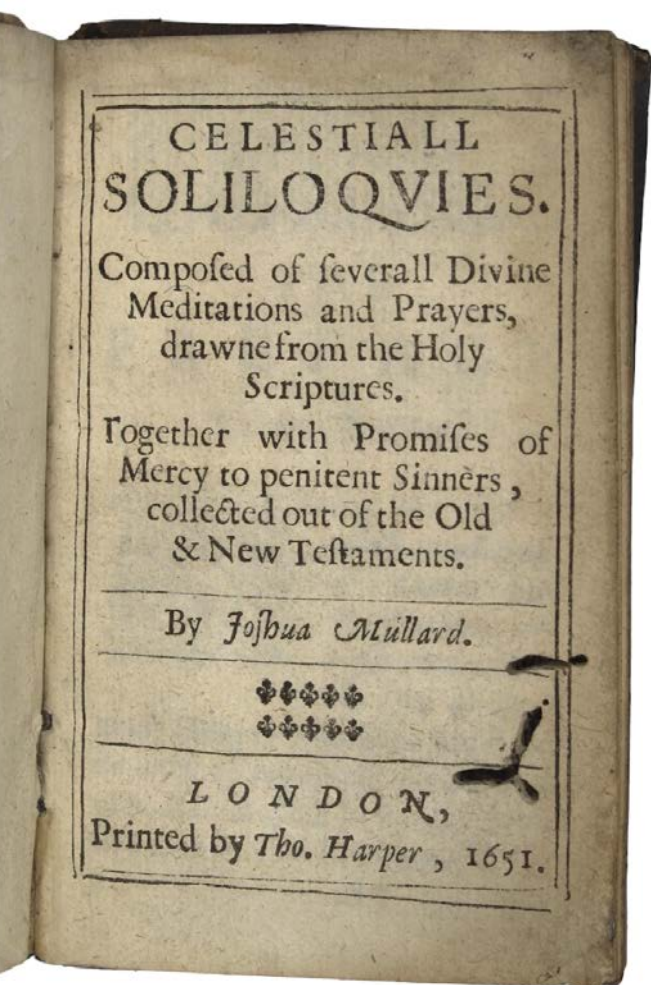 CELESTIALL
SOLILOQVIES.
Compoſed of ſeverall Divine
Meditations and Prayers,
drawne from the Holy
Scriptures.
Together with Promiſes of
Mercy to penitent Sinners,
collected out of the Old
& New Teſtaments.
By Joſhua Mullard.
LONDON,
Printed by Tho. Harper, 1651.